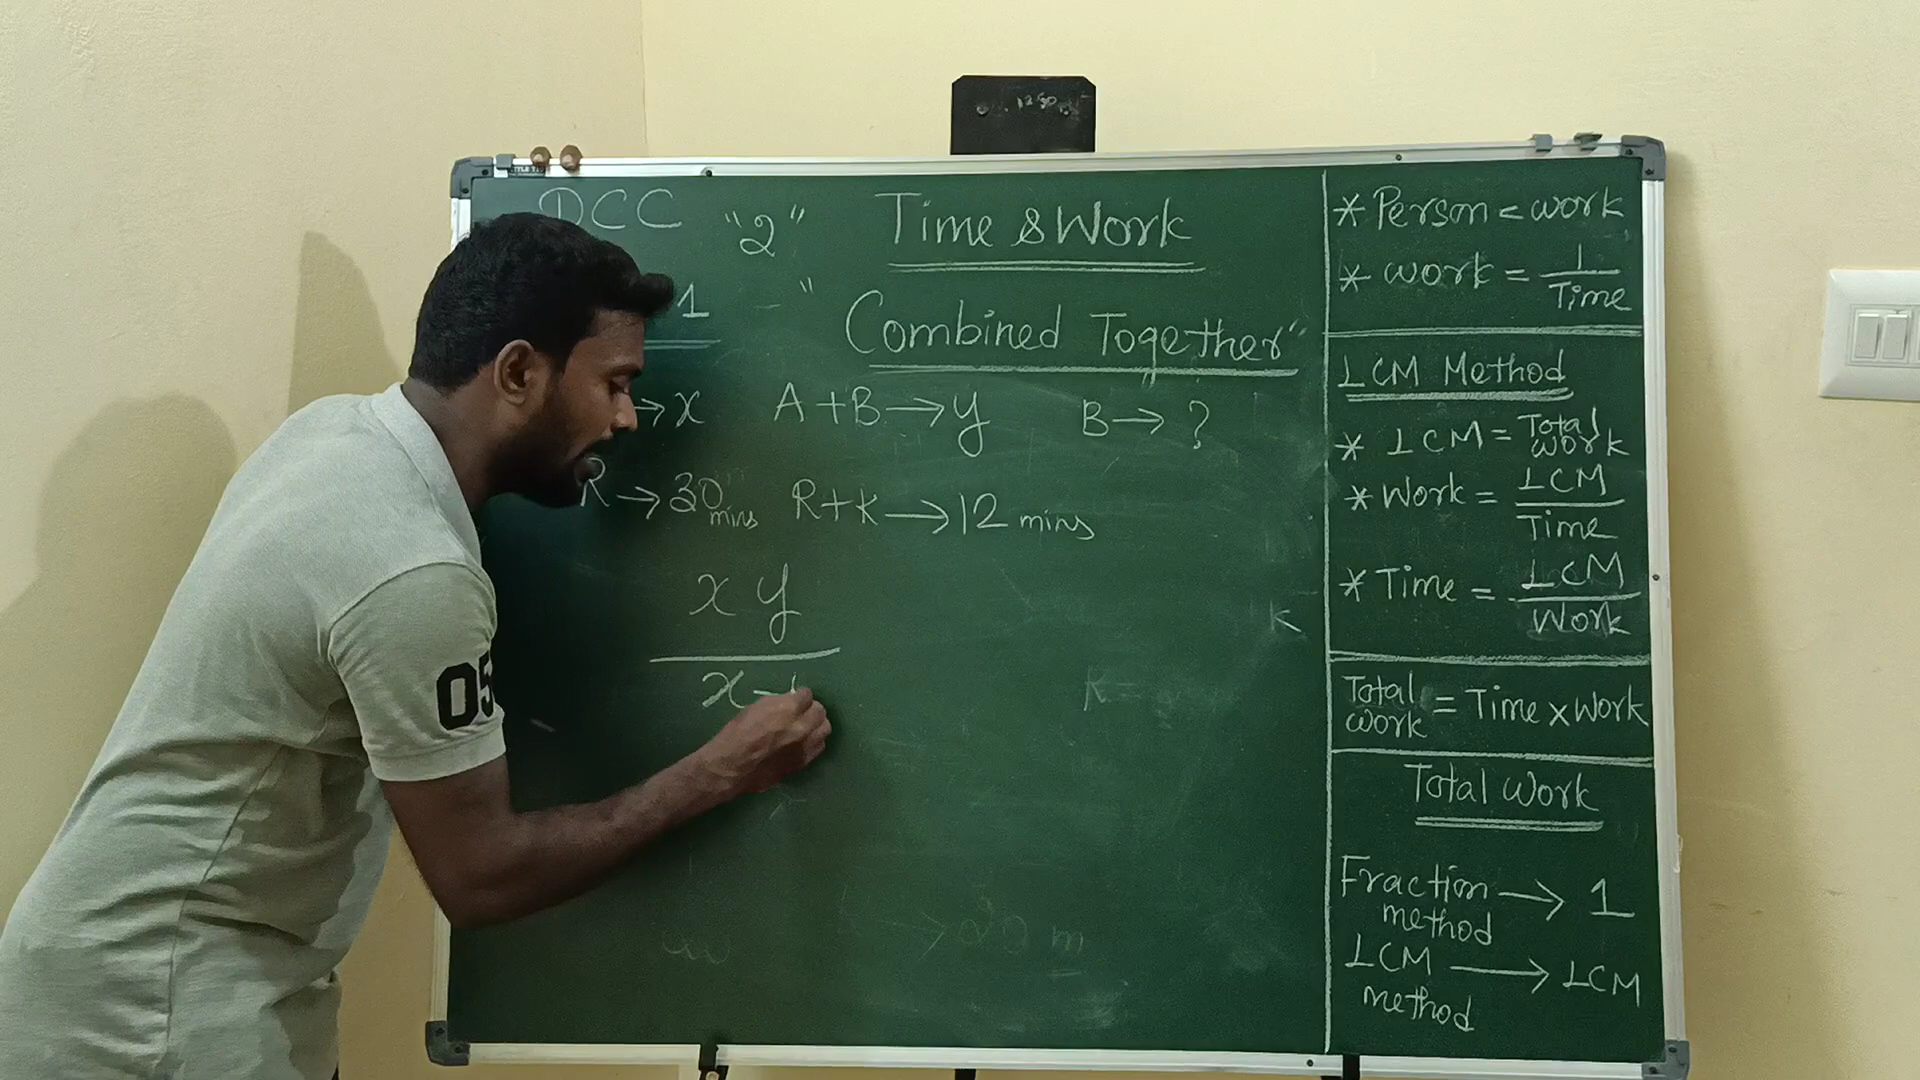 DCC "2" Time & Work
1 - "Combined Together"
→ x A + B → y B → ?
R → 30 mins R + K → 12 mins
x y
x -
K
R =
* Person ∝ work
* work = 1 / Time
LCM Method
* LCM = Total work
* Work = LCM / Time
* Time = LCM / Work
Total work = Time x Work
Total Work
Fraction method → 1
LCM method → LCM
05